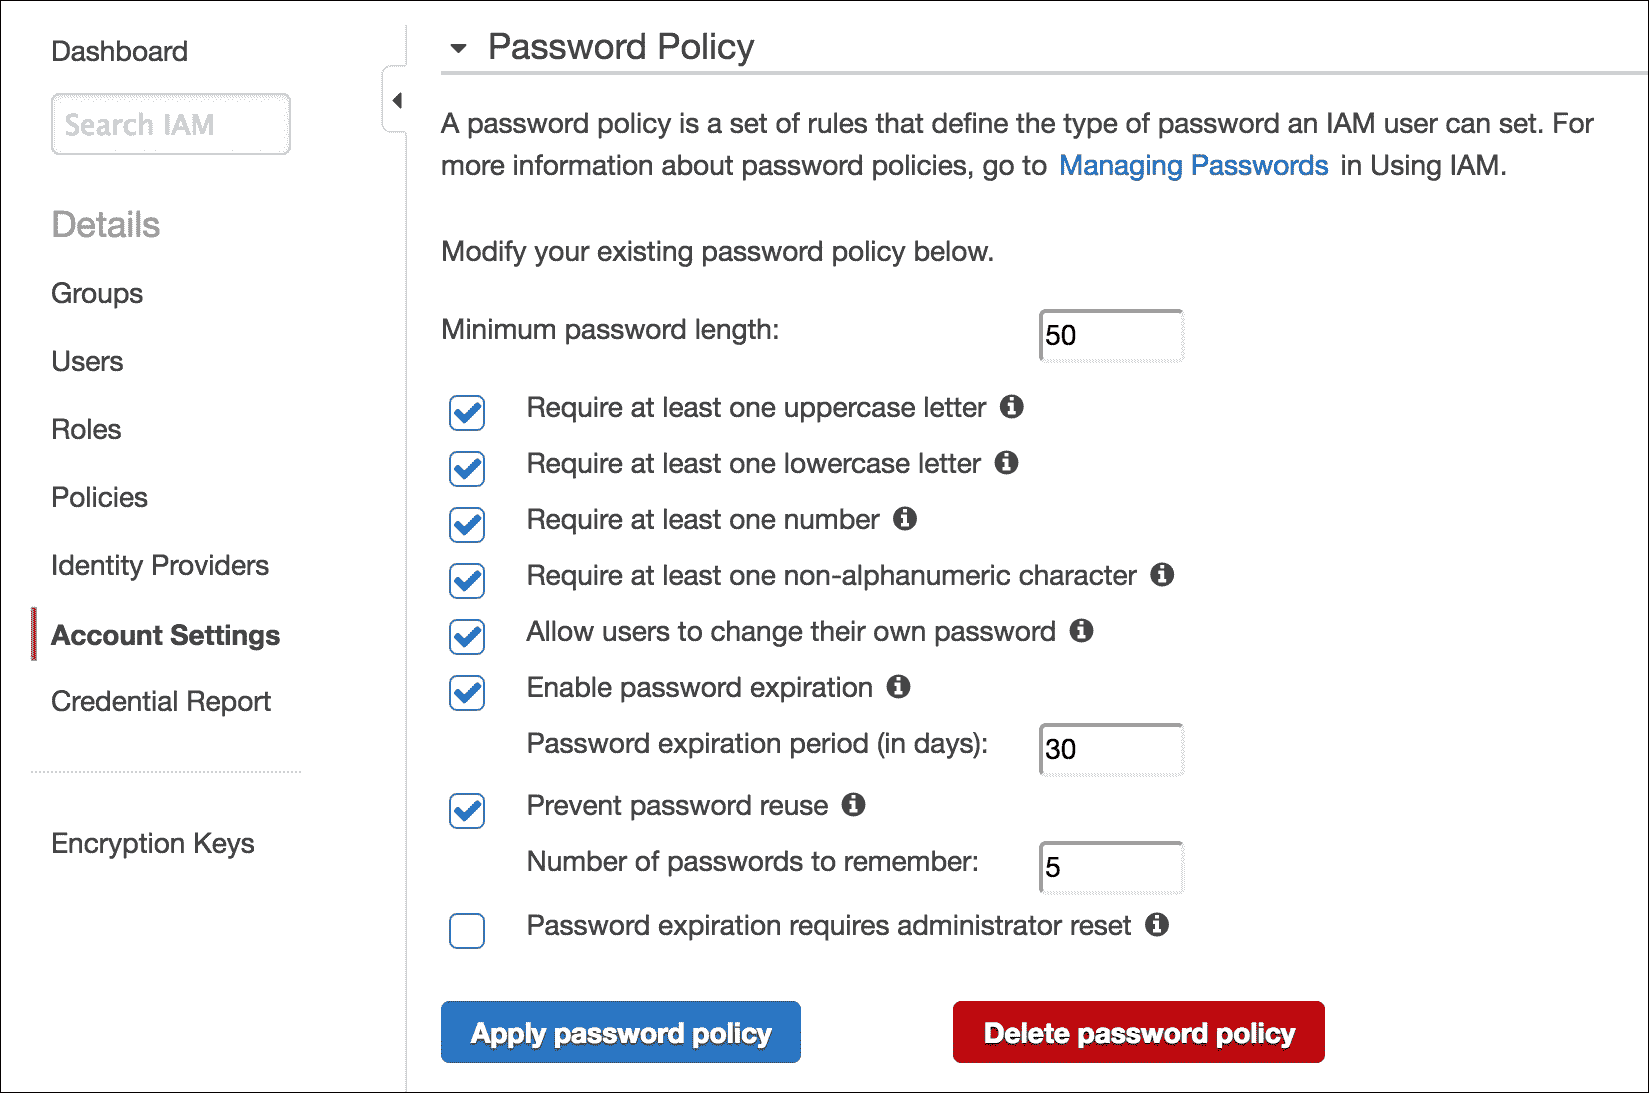 Dashboard
Search IAM
Details
Groups
Users
Roles
Policies
Identity Providers
Account Settings
Credential Report
Encryption Keys
Password Policy
A password policy is a set of rules that define the type of password an IAM user can set. For
more information about password policies, go to Managing Passwords in Using IAM.
Modify your existing password policy below.
Minimum password length: 50
Require at least one uppercase letter
Require at least one lowercase letter
Require at least one number
Require at least one non-alphanumeric character
Allow users to change their own password
Enable password expiration
Password expiration period (in days): 30
Prevent password reuse
Number of passwords to remember: 5
Password expiration requires administrator reset
Apply password policy Delete password policy